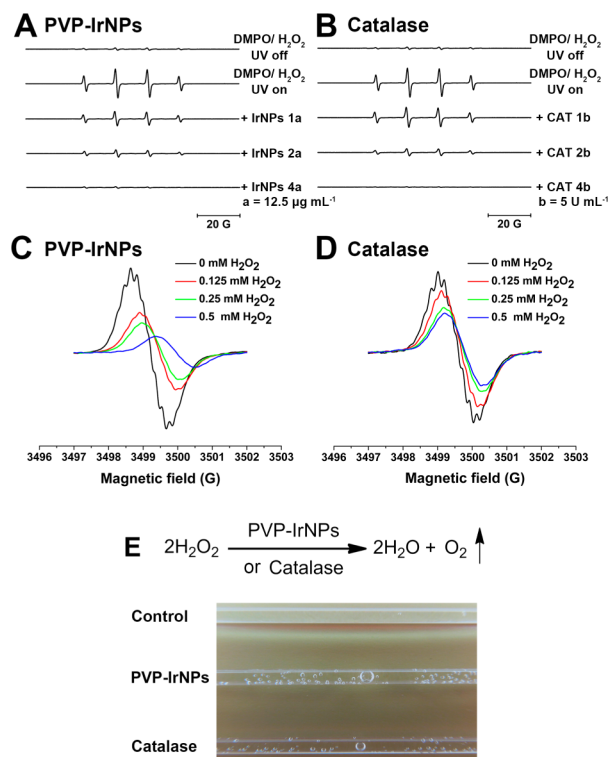 A PVP-IrNPs
DMPO/ H₂O₂
UV off
DMPO/ H₂O₂
UV on
+ IrNPs 1a
+ IrNPs 2a
+ IrNPs 4a
a = 12.5 µg mL⁻¹
20 G
B Catalase
DMPO/ H₂O₂
UV off
DMPO/ H₂O₂
UV on
+ CAT 1b
+ CAT 2b
+ CAT 4b
b = 5 U mL⁻¹
20 G
C PVP-IrNPs
0 mM H₂O₂
0.125 mM H₂O₂
0.25 mM H₂O₂
0.5 mM H₂O₂
3496 3497 3498 3499 3500 3501 3502 3503
Magnetic field (G)
D Catalase
0 mM H₂O₂
0.125 mM H₂O₂
0.25 mM H₂O₂
0.5 mM H₂O₂
3496 3497 3498 3499 3500 3501 3502 3503
Magnetic field (G)
E
2H₂O₂ PVP-IrNPs 2H₂O + O₂
or Catalase
Control
PVP-IrNPs
Catalase